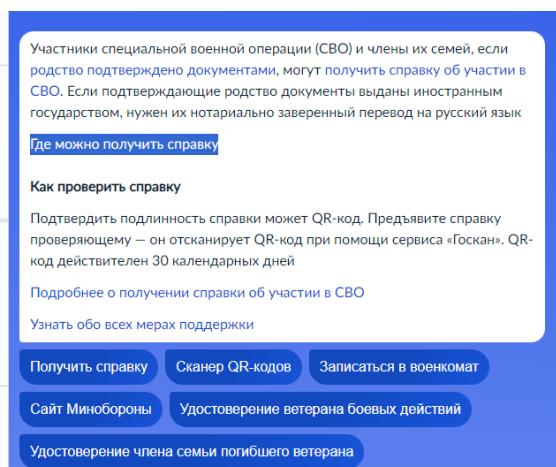 Участники специальной военной операции (СВО) и члены их семей, если
родство подтверждено документами, могут получить справку об участии в
СВО. Если подтверждающие родство документы выданы иностранным
государством, нужен их нотариально заверенный перевод на русский язык
Где можно получить справку
Как проверить справку
Подтвердить подлинность справки может QR-код. Предъявите справку
проверяющему — он отсканирует QR-код при помощи сервиса «Госкан». QR-
код действителен 30 календарных дней
Подробнее о получении справки об участии в СВО
Узнать обо всех мерах поддержки
Получить справку Сканер QR-кодов Записаться в военкомат
Сайт Минобороны Удостоверение ветерана боевых действий
Удостоверение члена семьи погибшего ветерана